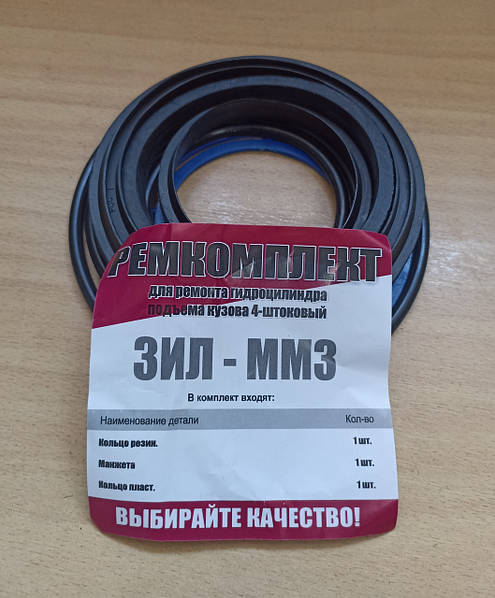 РЕМКОМПЛЕКТ
для ремонта гидроцилиндра
подъема кузова 4-штоковый
ЗИЛ - ММЗ
В комплект входят:
Наименование детали Кол-во
Кольцо резин. 1 шт.
Манжета 1 шт.
Кольцо пласт. 1 шт.
ВЫБИРАЙТЕ КАЧЕСТВО!